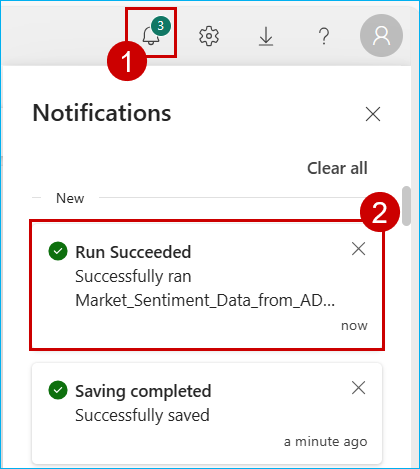 3
1
?
Notifications
Clear all
New
2
Run Succeeded
Successfully ran
Market_Sentiment_Data_from_AD...
now
Saving completed
Successfully saved
a minute ago